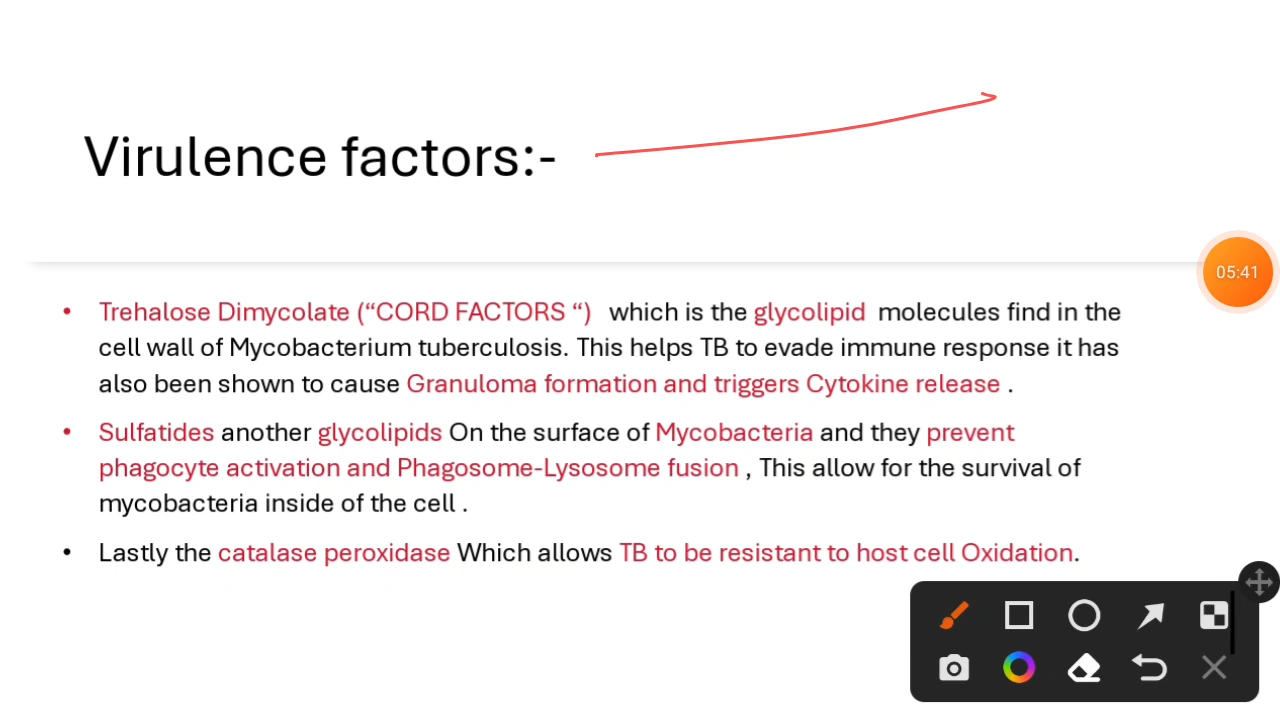 Virulence factors:-
05:41
• Trehalose Dimycolate (“CORD FACTORS “) which is the glycolipid molecules find in the
cell wall of Mycobacterium tuberculosis. This helps TB to evade immune response it has
also been shown to cause Granuloma formation and triggers Cytokine release .
• Sulfatides another glycolipids On the surface of Mycobacteria and they prevent
phagocyte activation and Phagosome-Lysosome fusion , This allow for the survival of
mycobacteria inside of the cell .
• Lastly the catalase peroxidase Which allows TB to be resistant to host cell Oxidation.